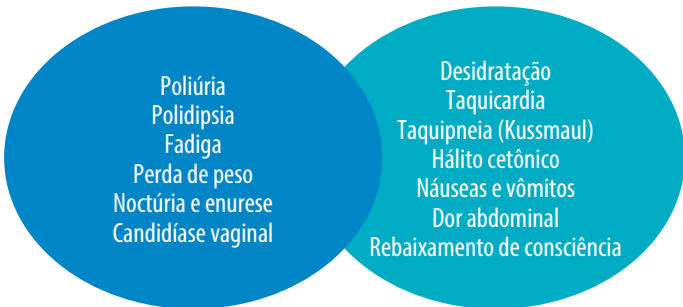 Poliúria
Polidipsia
Fadiga
Perda de peso
Noctúria e enurese
Candidíase vaginal
Desidratação
Taquicardia
Taquipneia (Kussmaul)
Hálito cetônico
Náuseas e vômitos
Dor abdominal
Rebaixamento de consciência